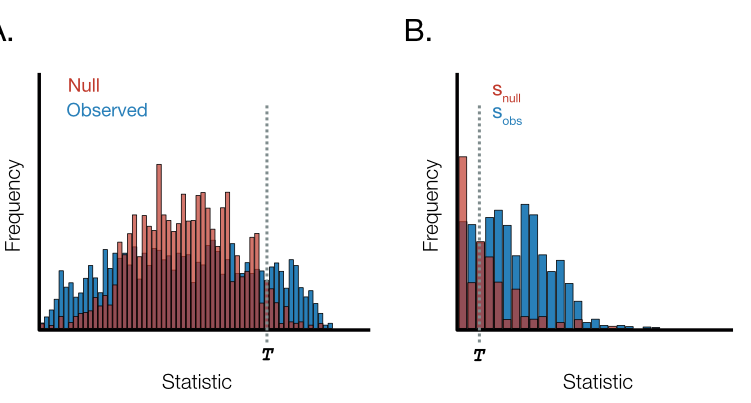 A.
Null
Observed
Frequency
T
Statistic
B.
s_null
s_obs
Frequency
T
Statistic